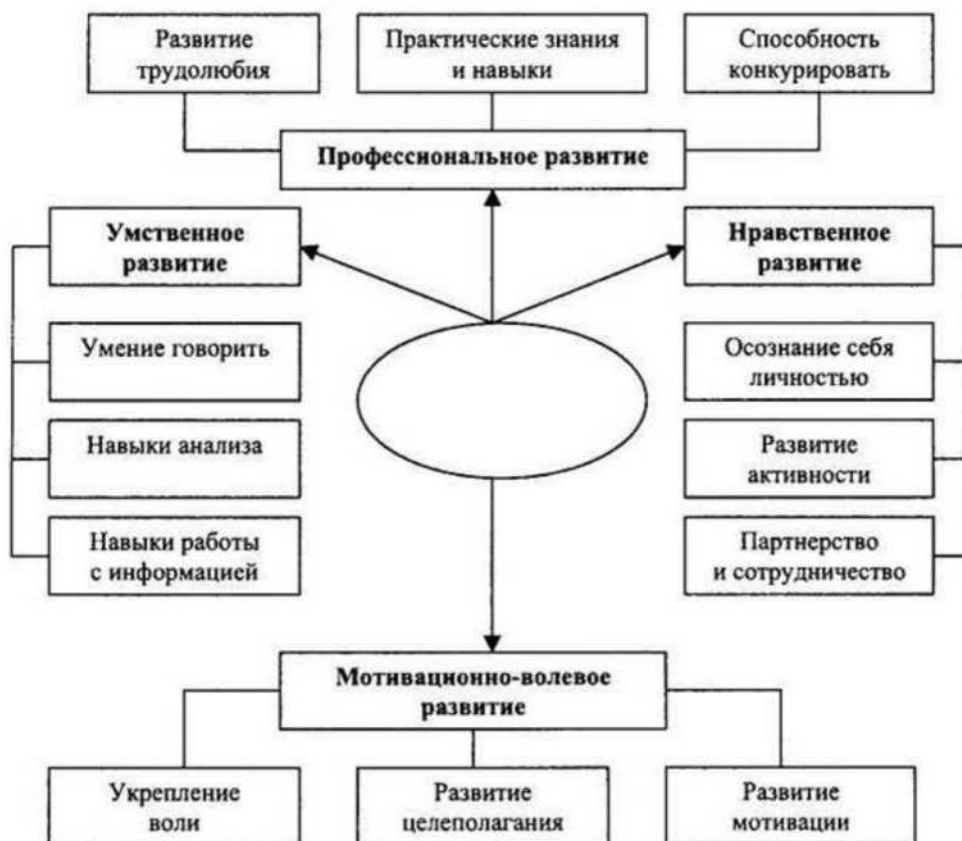 Развитие
трудолюбия
Практические знания
и навыки
Способность
конкурировать
Профессиональное развитие
Умственное
развитие
Нравственное
развитие
Умение говорить
Осознание себя
личностью
Навыки анализа
Развитие
активности
Навыки работы
с информацией
Партнерство
и сотрудничество
Мотивационно-волевое
развитие
Укрепление
воли
Развитие
целеполагания
Развитие
мотивации